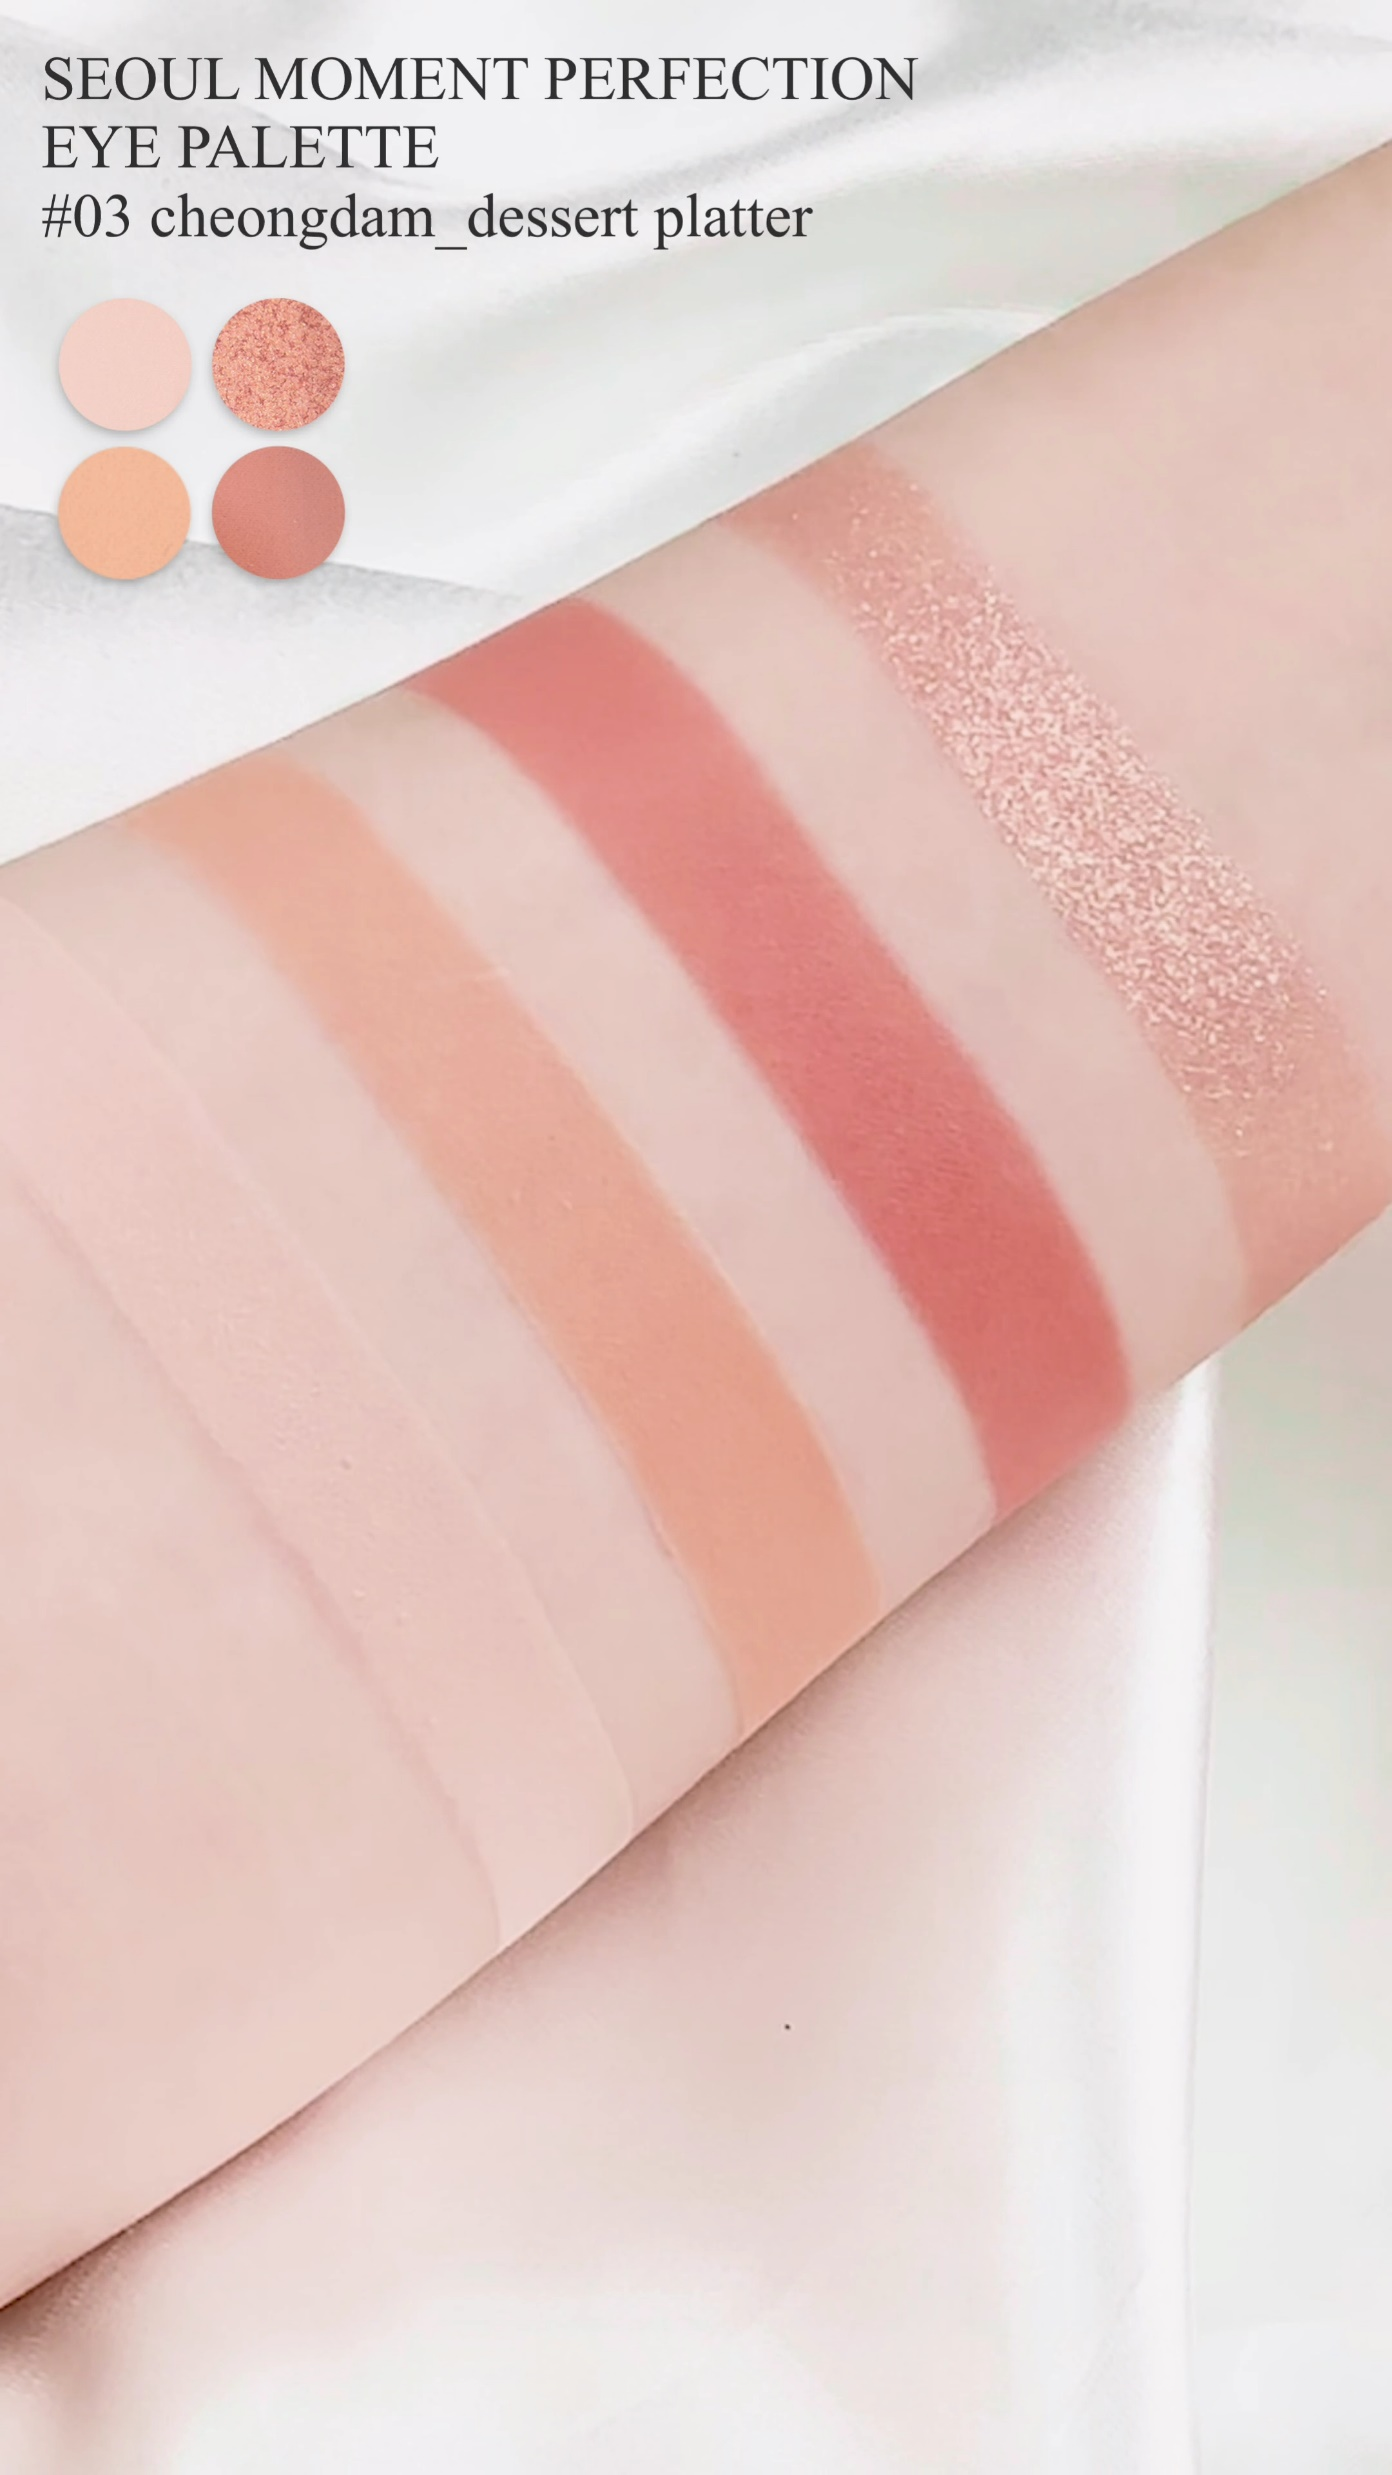 SEOUL MOMENT PERFECTION
EYE PALETTE
#03 cheongdam_dessert platter